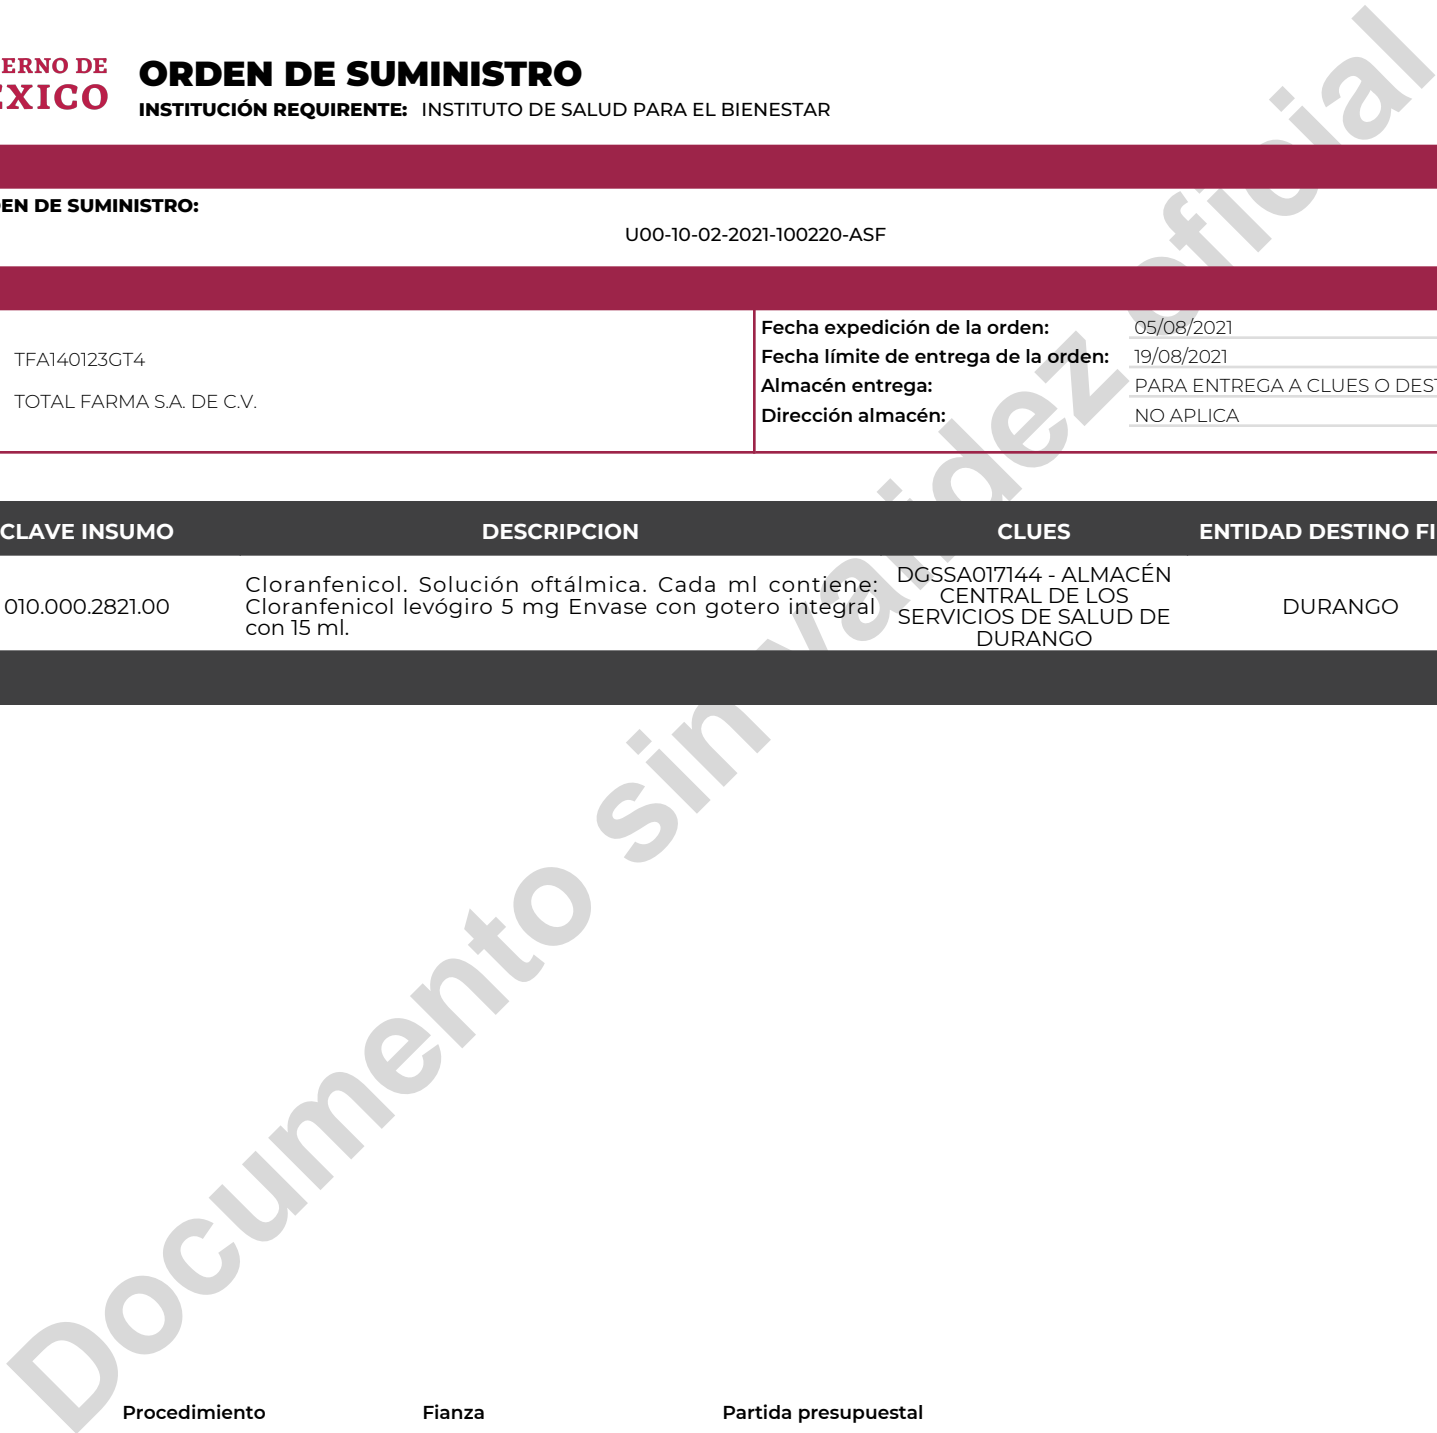 ERNO DE
ÉXICO
ORDEN DE SUMINISTRO
INSTITUCIÓN REQUIRENTE: INSTITUTO DE SALUD PARA EL BIENESTAR
EN DE SUMINISTRO:
U00-10-02-2021-100220-ASF
TFA140123GT4
TOTAL FARMA S.A. DE C.V.
Fecha expedición de la orden: 05/08/2021
Fecha límite de entrega de la orden: 19/08/2021
Almacén entrega: PARA ENTREGA A CLUES O DEST
Dirección almacén: NO APLICA
CLAVE INSUMO DESCRIPCION CLUES ENTIDAD DESTINO FI
010.000.2821.00
Cloranfenicol. Solución oftálmica. Cada ml contiene:
Cloranfenicol levógiro 5 mg Envase con gotero integral
con 15 ml.
DGSSA017144 - ALMACÉN
CENTRAL DE LOS
SERVICIOS DE SALUD DE
DURANGO
DURANGO
Documento sin validez oficial
Procedimiento Fianza Partida presupuestal